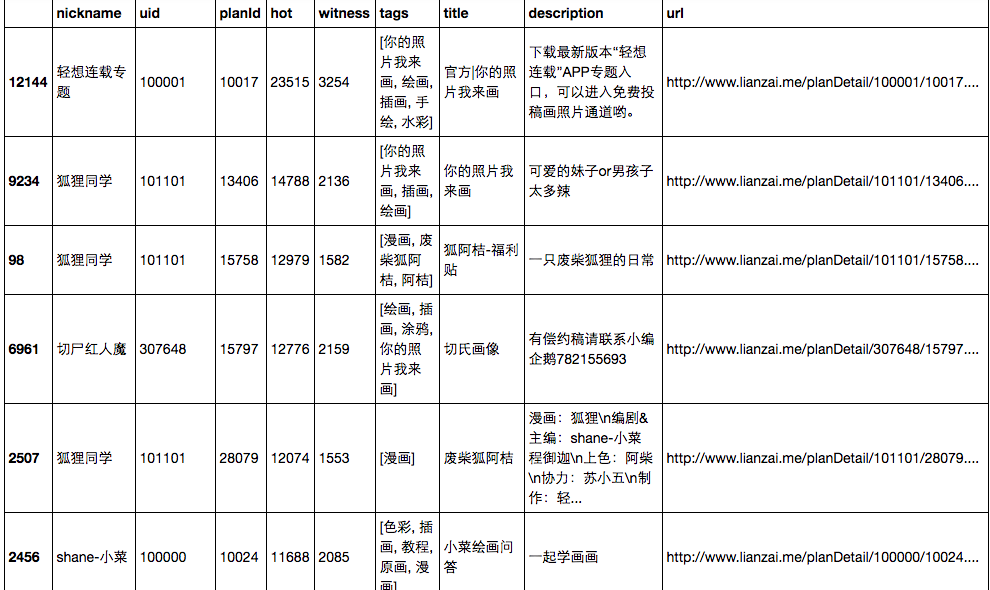 nickname uid planId hot witness tags title description url
12144 轻想连载专题 100001 10017 23515 3254 [你的照片我来画, 绘画, 插画, 手绘, 水彩] 官方|你的照片我来画 下载最新版本“轻想连载”APP专题入口，可以进入免费投稿画照片通道哟。 http://www.lianzai.me/planDetail/100001/10017....
9234 狐狸同学 101101 13406 14788 2136 [你的照片我来画, 插画, 绘画] 你的照片我来画 可爱的妹子or男孩子太多辣 http://www.lianzai.me/planDetail/101101/13406....
98 狐狸同学 101101 15758 12979 1582 [漫画, 废柴狐阿桔, 阿桔] 狐阿桔-福利贴 一只废柴狐狸的日常 http://www.lianzai.me/planDetail/101101/15758....
6961 切尸红人魔 307648 15797 12776 2159 [绘画, 插画, 涂鸦, 你的照片我来画] 切氏画像 有偿约稿请联系小编企鹅782155693 http://www.lianzai.me/planDetail/307648/15797....
2507 狐狸同学 101101 28079 12074 1553 [漫画] 废柴狐阿桔 漫画：狐狸\n编剧&主编：shane-小菜 程御迦\n上色：阿柴\n协力：苏小五\n制作：轻... http://www.lianzai.me/planDetail/101101/28079....
2456 shane-小菜 100000 10024 11688 2085 [色彩, 插画, 教程, 原画, 漫画] 小菜绘画问答 一起学画画 http://www.lianzai.me/planDetail/100000/10024....